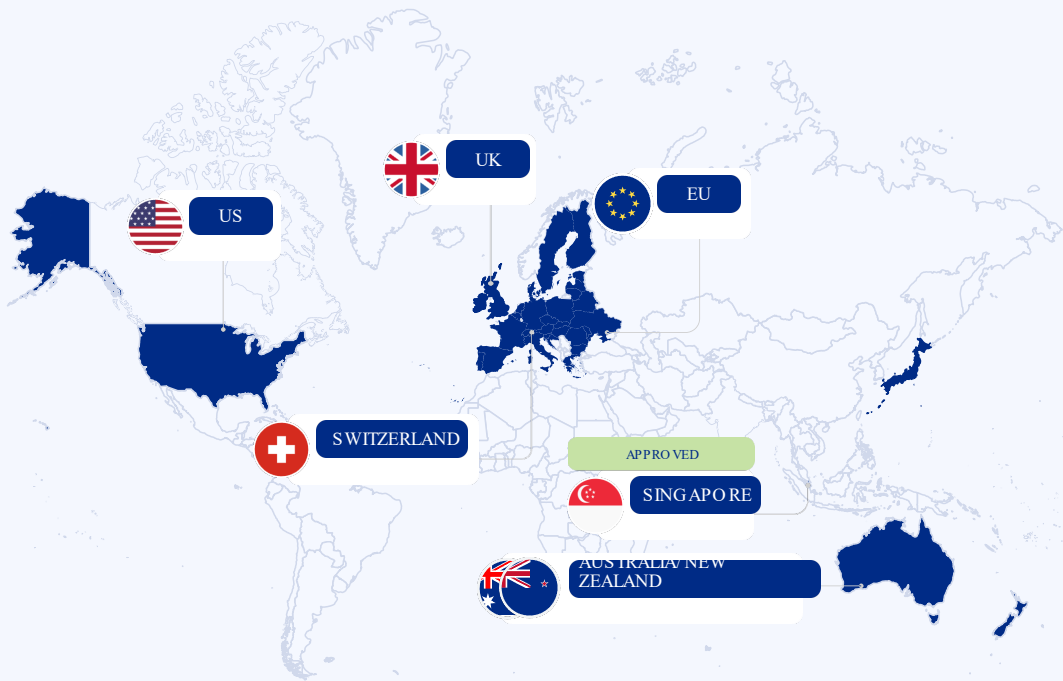 UK
EU
US
SWITZERLAND
APPROVED
SINGAPORE
AUSTRALIA/NEW
ZEALAND